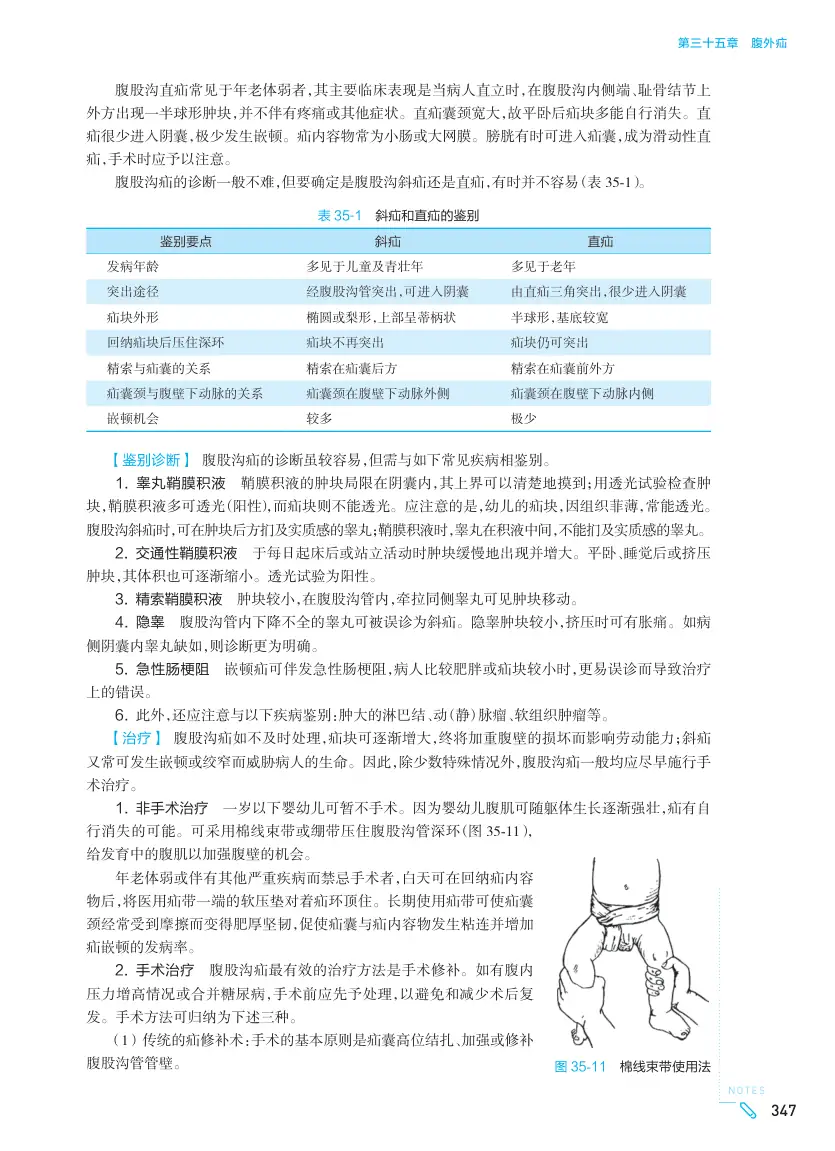 第三十五章 腹外疝
腹股沟直疝常见于年老体弱者,其主要临床表现是当病人直立时,在腹股沟内侧端、耻骨结节上
外方出现一半球形肿块,并不伴有疼痛或其他症状。直疝囊颈宽大,故平卧后疝块多能自行消失。直
疝很少进入阴囊,极少发生嵌顿。疝内容物常为小肠或大网膜。膀胱有时可进入疝囊,成为滑动性直
疝,手术时应予以注意。
腹股沟疝的诊断一般不难,但要确定是腹股沟斜疝还是直疝,有时并不容易(表 35-1)。
表 35-1 斜疝和直疝的鉴别
鉴别要点 斜疝 直疝
发病年龄 多见于儿童及青壮年 多见于老年
突出途径 经腹股沟管突出,可进入阴囊 由直疝三角突出,很少进入阴囊
疝块外形 椭圆或梨形,上部呈蒂柄状 半球形,基底较宽
回纳疝块后压住深环 疝块不再突出 疝块仍可突出
精索与疝囊的关系 精索在疝囊后方 精索在疝囊前外方
疝囊颈与腹壁下动脉的关系 疝囊颈在腹壁下动脉外侧 疝囊颈在腹壁下动脉内侧
嵌顿机会 较多 极少
【鉴别诊断】 腹股沟疝的诊断虽较容易,但需与如下常见疾病相鉴别。
1. 睾丸鞘膜积液 鞘膜积液的肿块局限在阴囊内,其上界可以清楚地摸到;用透光试验检查肿
块,鞘膜积液多可透光(阳性),而疝块则不能透光。应注意的是,幼儿的疝块,因组织菲薄,常能透光。
腹股沟斜疝时,可在肿块后方扪及实质感的睾丸;鞘膜积液时,睾丸在积液中间,不能扪及实质感的睾丸。
2. 交通性鞘膜积液 于每日起床后或站立活动时肿块缓慢地出现并增大。平卧、睡觉后或挤压
肿块,其体积也可逐渐缩小。透光试验为阳性。
3. 精索鞘膜积液 肿块较小,在腹股沟管内,牵拉同侧睾丸可见肿块移动。
4. 隐睾 腹股沟管内下降不全的睾丸可被误诊为斜疝。隐睾肿块较小,挤压时可有胀痛。如病
侧阴囊内睾丸缺如,则诊断更为明确。
5. 急性肠梗阻 嵌顿疝可伴发急性肠梗阻,病人比较肥胖或疝块较小时,更易误诊而导致治疗
上的错误。
6. 此外,还应注意与以下疾病鉴别:肿大的淋巴结、动(静)脉瘤、软组织肿瘤等。
【治疗】 腹股沟疝如不及时处理,疝块可逐渐增大,终将加重腹壁的损坏而影响劳动能力;斜疝
又常可发生嵌顿或绞窄而威胁病人的生命。因此,除少数特殊情况外,腹股沟疝一般均应尽早施行手
术治疗。
1. 非手术治疗 一岁以下婴幼儿可暂不手术。因为婴幼儿腹肌可随躯体生长逐渐强壮,疝有自
行消失的可能。可采用棉线束带或绷带压住腹股沟管深环(图 35-11),
给发育中的腹肌以加强腹壁的机会。
年老体弱或伴有其他严重疾病而禁忌手术者,白天可在回纳疝内容
物后,将医用疝带一端的软压垫对着疝环顶住。长期使用疝带可使疝囊
颈经常受到摩擦而变得肥厚坚韧,促使疝囊与疝内容物发生粘连并增加
疝嵌顿的发病率。
2. 手术治疗 腹股沟疝最有效的治疗方法是手术修补。如有腹内
压力增高情况或合并糖尿病,手术前应先予处理,以避免和减少术后复
发。手术方法可归纳为下述三种。
(1)传统的疝修补术:手术的基本原则是疝囊高位结扎、加强或修补
腹股沟管管壁。
图 35-11 棉线束带使用法
NOTES
347